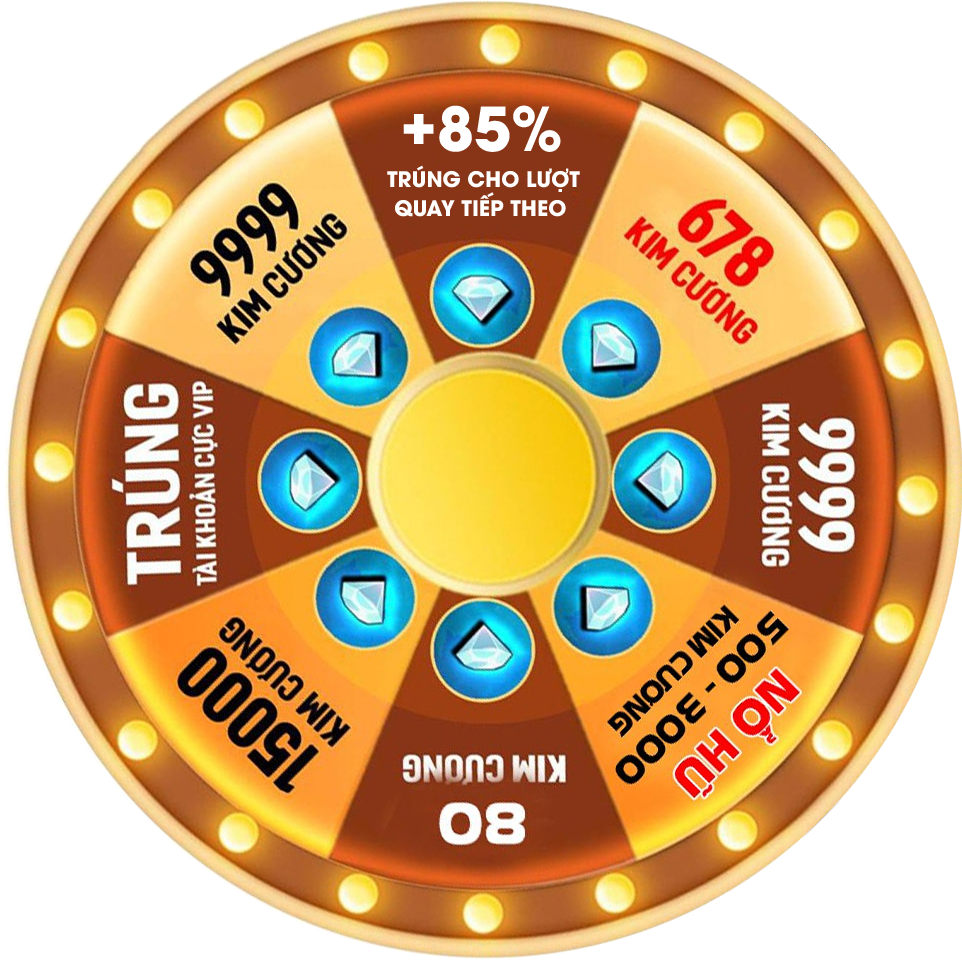 +85%
TRÚNG CHO LƯỢT
QUAY TIẾP THEO
678
KIM CƯƠNG
9999
KIM CƯƠNG
NỔ HŨ
500 - 3000
KIM CƯƠNG
80
KIM CƯƠNG
15000
KIM CƯƠNG
TRÚNG
TÀI KHOẢN CỰC VIP
9999
KIM CƯƠNG